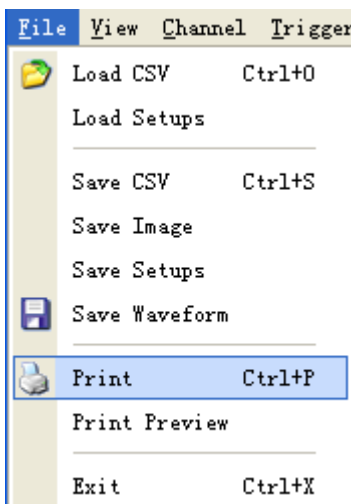 File View Channel Trigger
Load CSV Ctrl+O
Load Setups
Save CSV Ctrl+S
Save Image
Save Setups
Save Waveform
Print Ctrl+P
Print Preview
Exit Ctrl+X